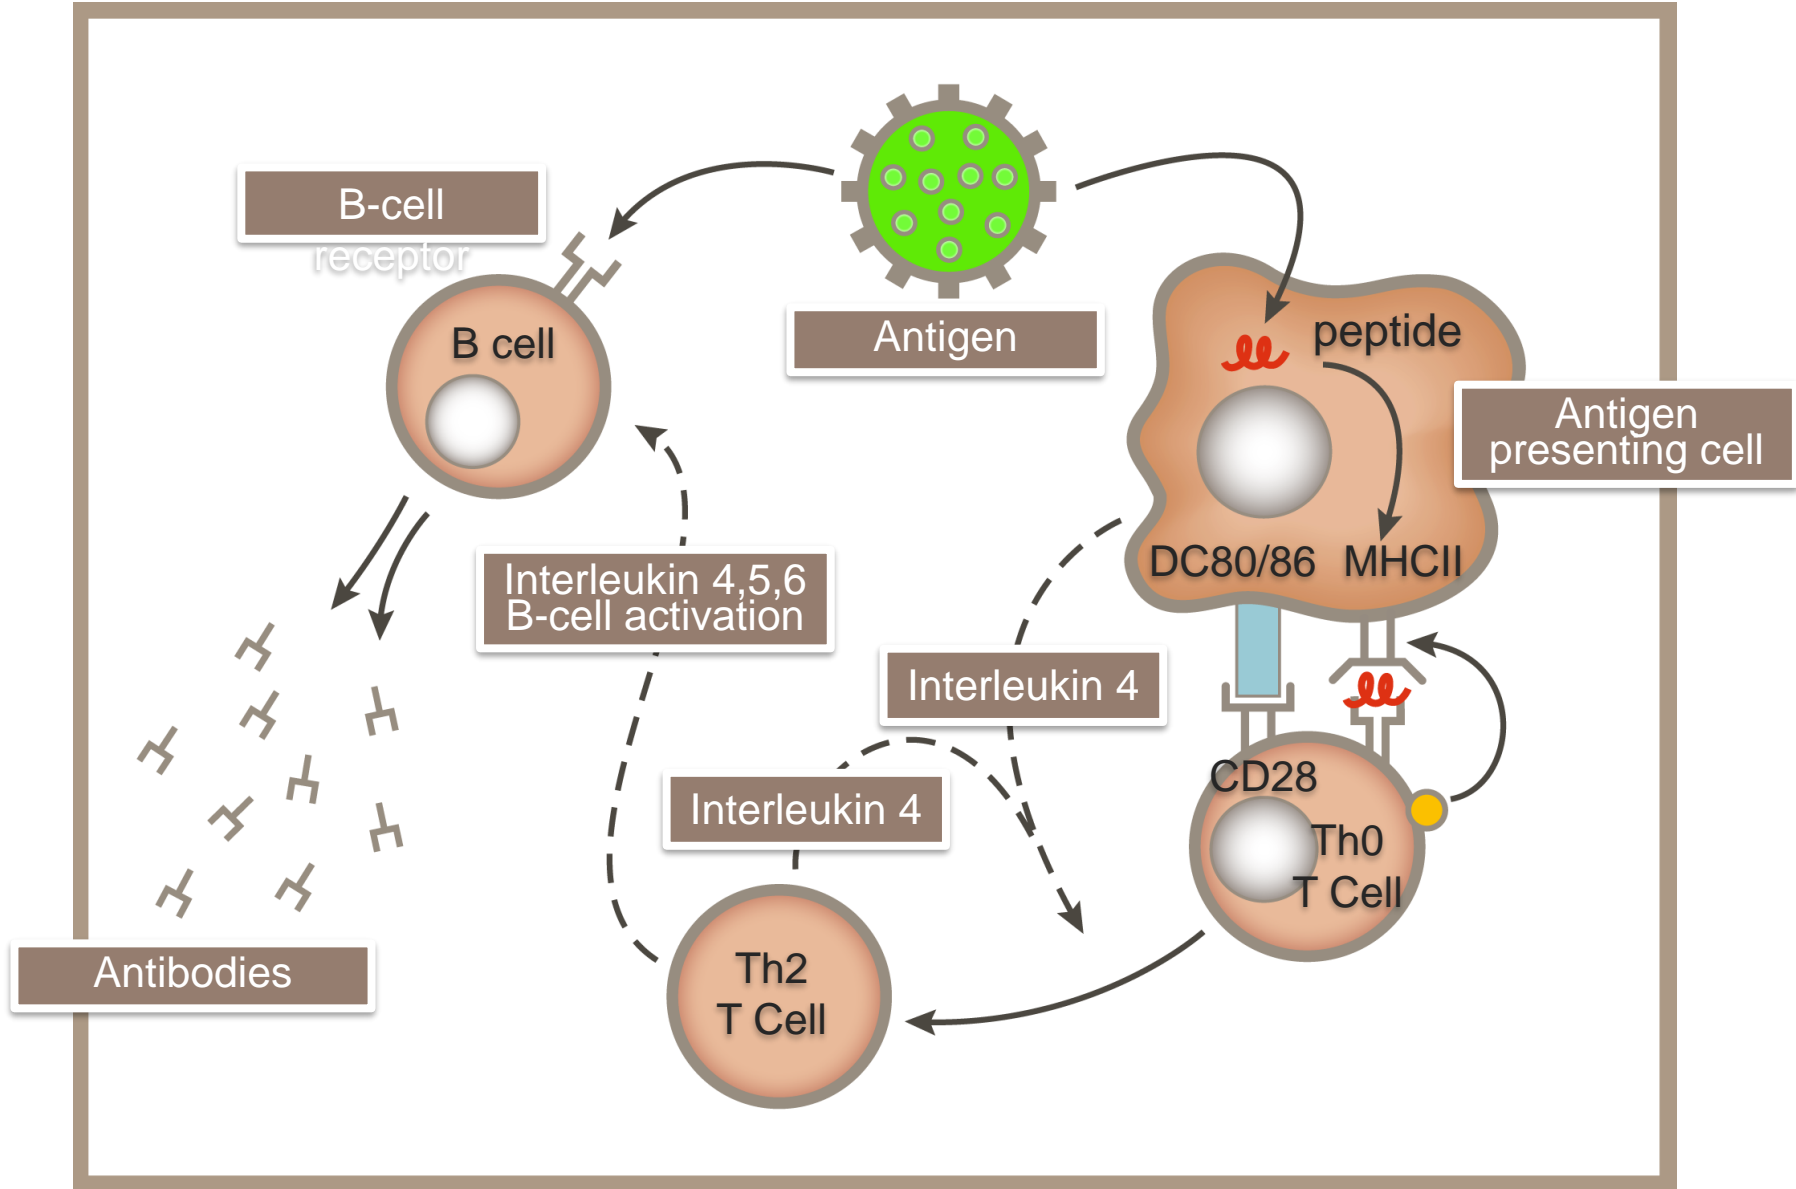 B-cell
receptor
Antigen
B cell
peptide
Antigen
presenting cell
DC80/86 MHCII
Interleukin 4,5,6
B-cell activation
Interleukin 4
Interleukin 4
CD28
Th0
T Cell
Th2
T Cell
Antibodies